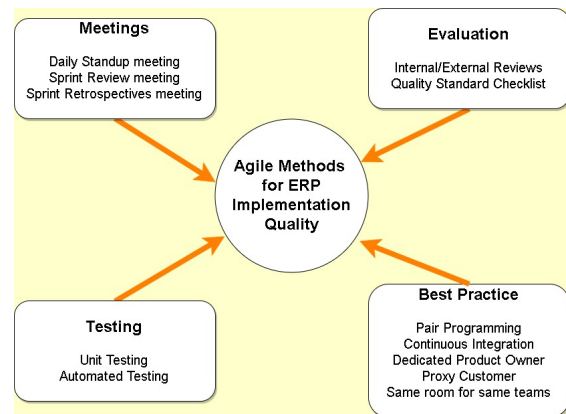 Meetings
Daily Standup meeting
Sprint Review meeting
Sprint Retrospectives meeting
Evaluation
Internal/External Reviews
Quality Standard Checklist
Agile Methods
for ERP
Implementation
Quality
Testing
Unit Testing
Automated Testing
Best Practice
Pair Programming
Continuous Integration
Dedicated Product Owner
Proxy Customer
Same room for same teams